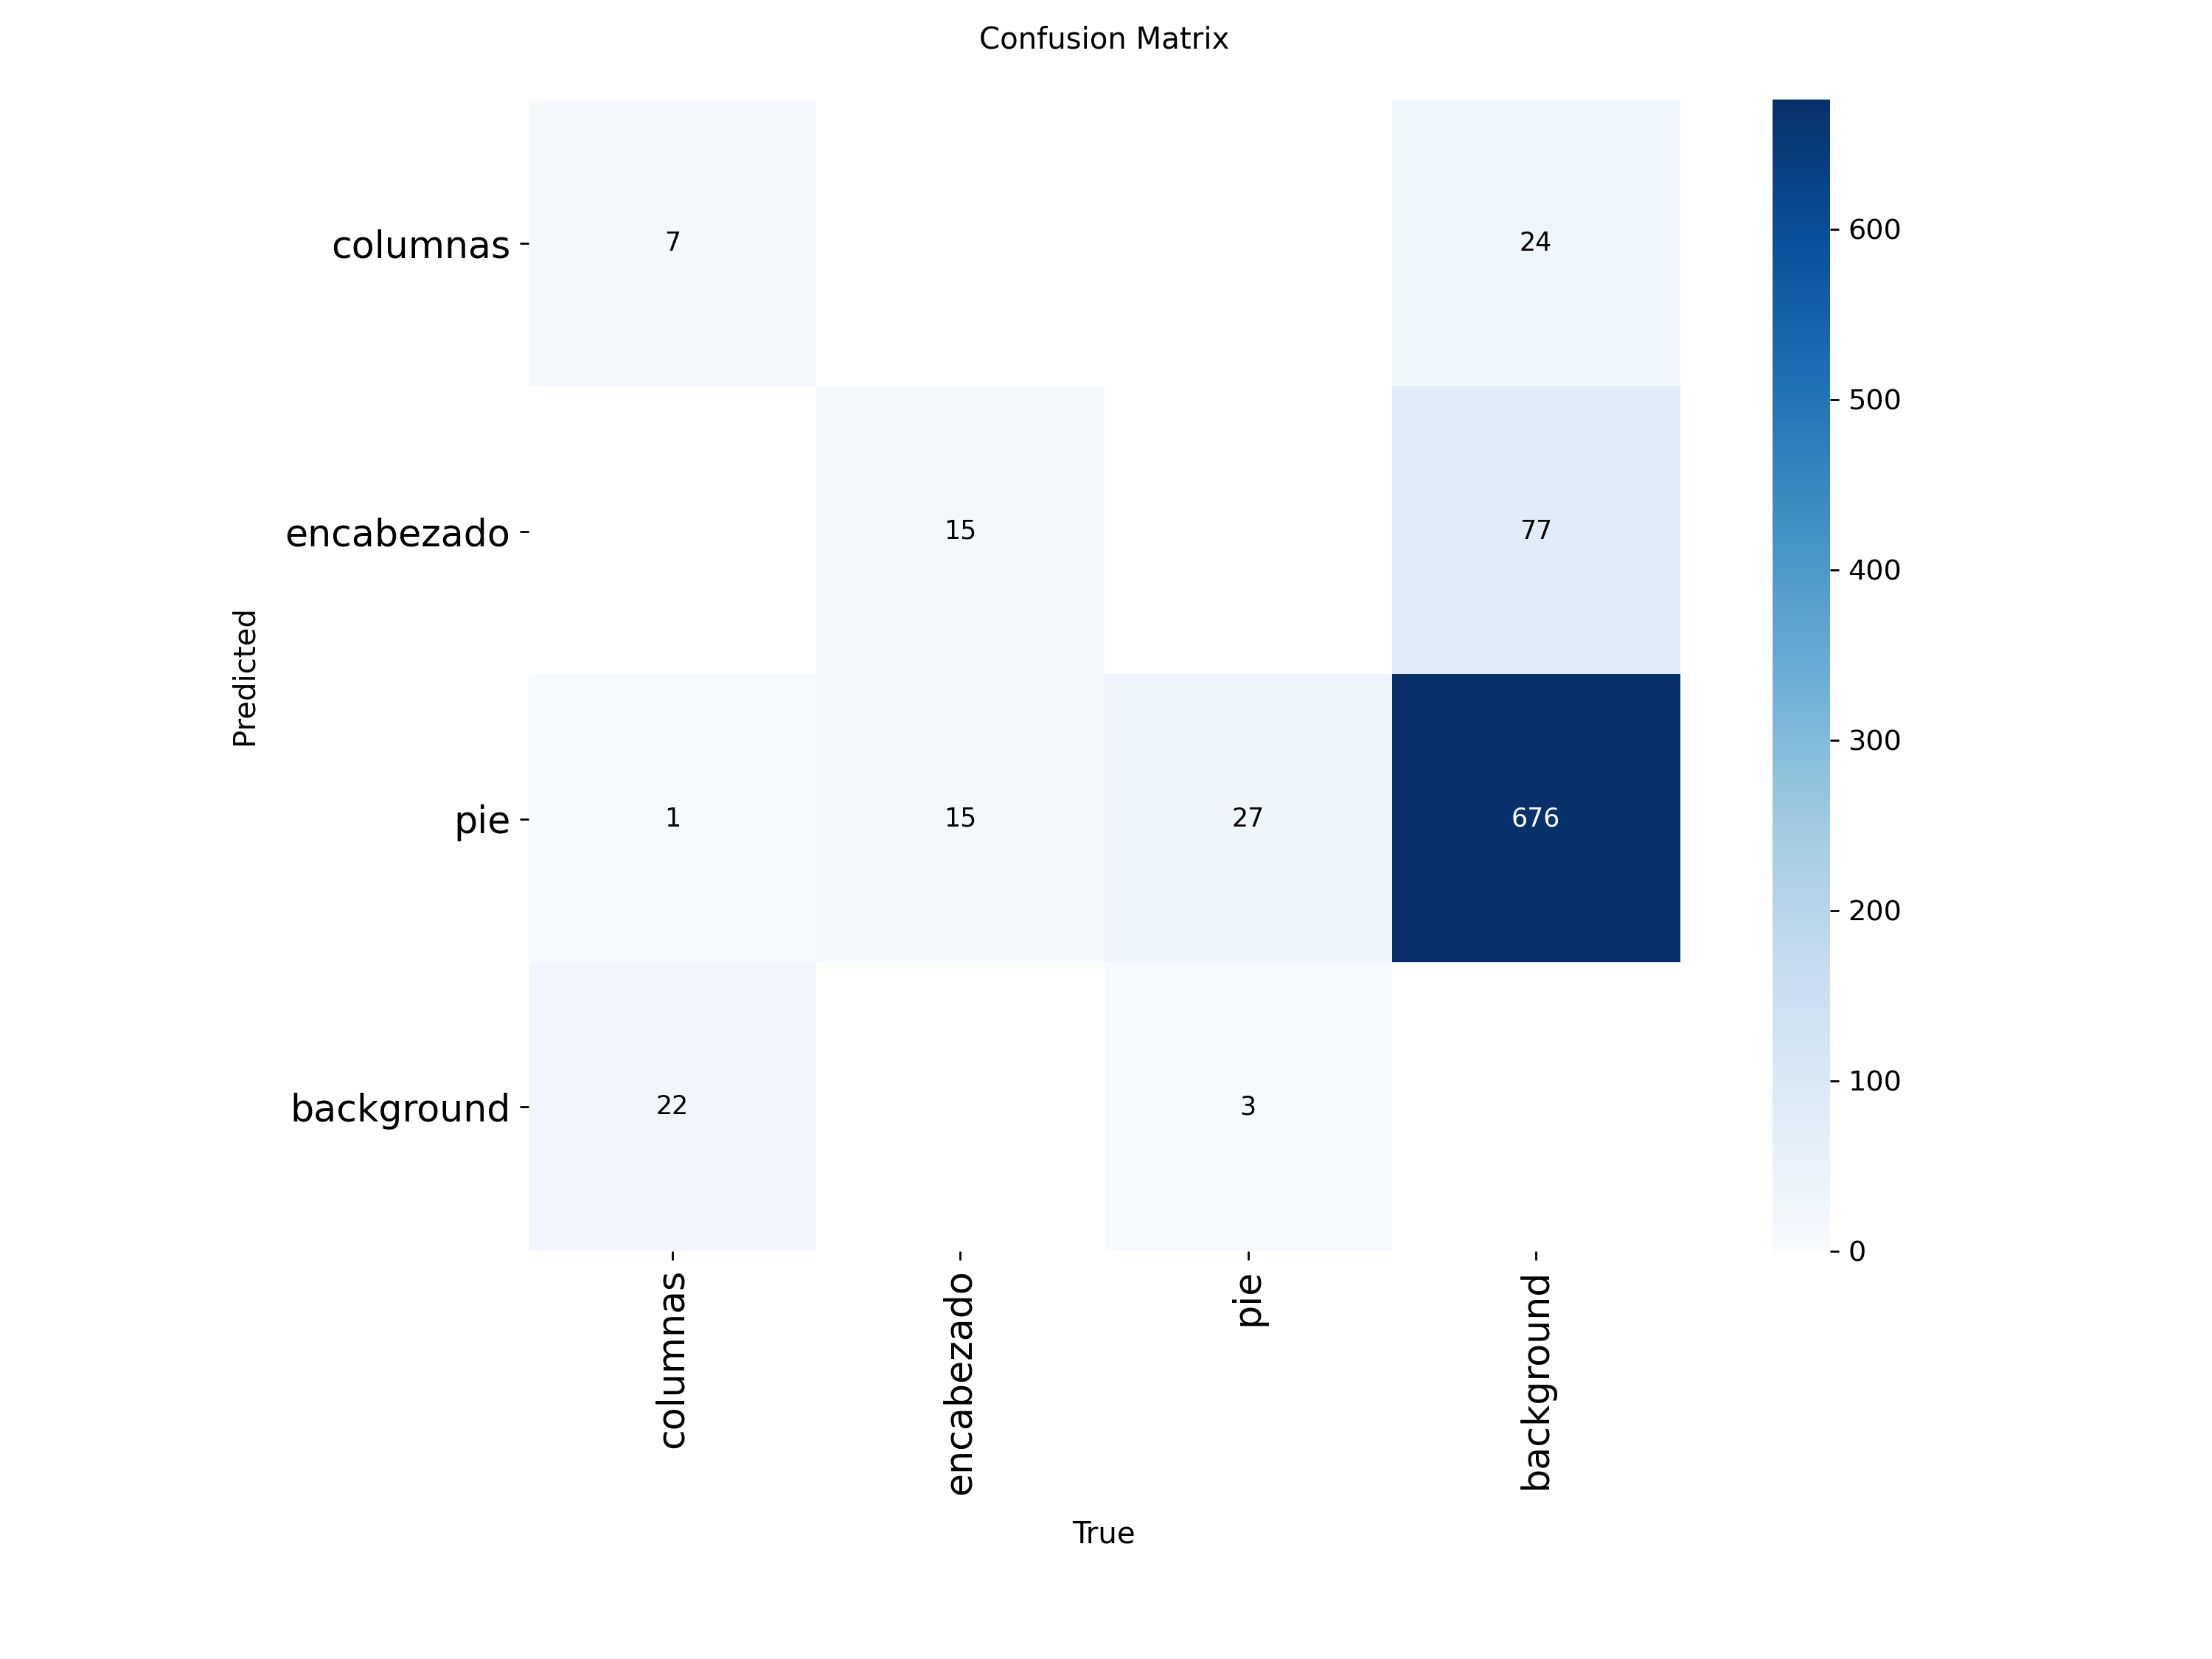 Confusion Matrix
columnas
7
24
600
500
encabezado
15
77
400
Predicted
300
pie
1
15
27
676
200
100
background
22
3
0
columnas
encabezado
pie
background
True